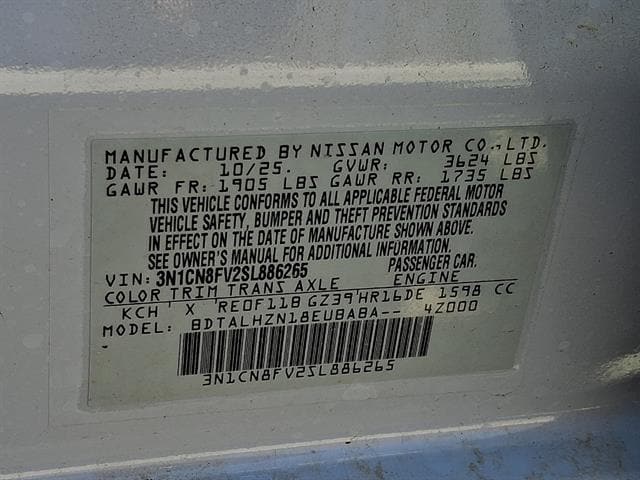 MANUFACTURED BY NISSAN MOTOR CO.,LTD.
DATE: 10/25. GVWR: 3624 LBS
GAWR FR: 1905 LBS GAWR RR: 1735 LBS
THIS VEHICLE CONFORMS TO ALL APPLICABLE FEDERAL MOTOR
VEHICLE SAFETY, BUMPER AND THEFT PREVENTION STANDARDS
IN EFFECT ON THE DATE OF MANUFACTURE SHOWN ABOVE.
SEE OWNER'S MANUAL FOR ADDITIONAL INFORMATION.
VIN: 3N1CN8FV2SL886265 PASSENGER CAR.
COLOR TRIM TRANS AXLE ENGINE
KCH X RE0F11B GZ39 HR16DE 1598 CC
MODEL: BDTALHZN18EUBABA-- 4Z000
3N1CN8FV2SL886265